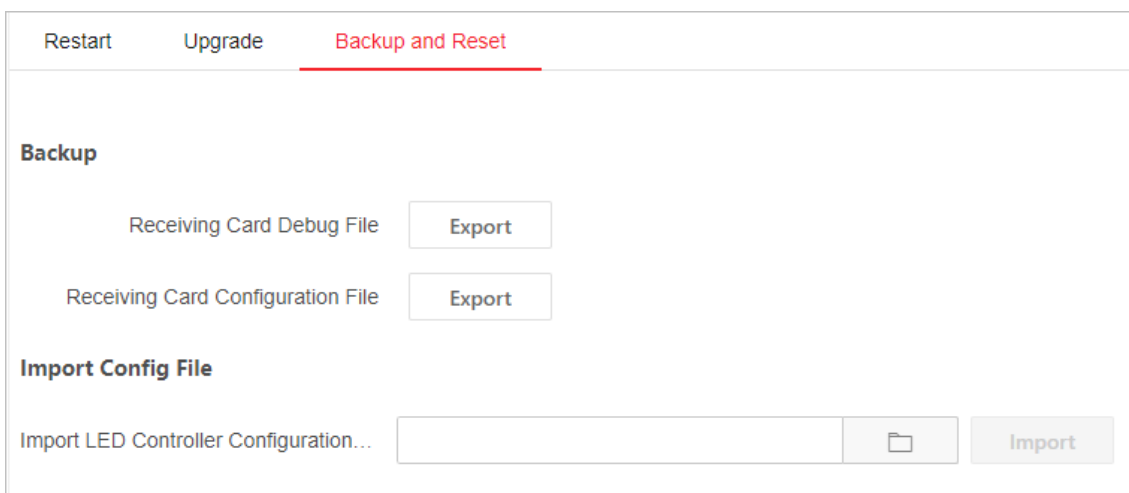 Restart Upgrade Backup and Reset
Backup
Receiving Card Debug File Export
Receiving Card Configuration File Export
Import Config File
Import LED Controller Configuration... Import